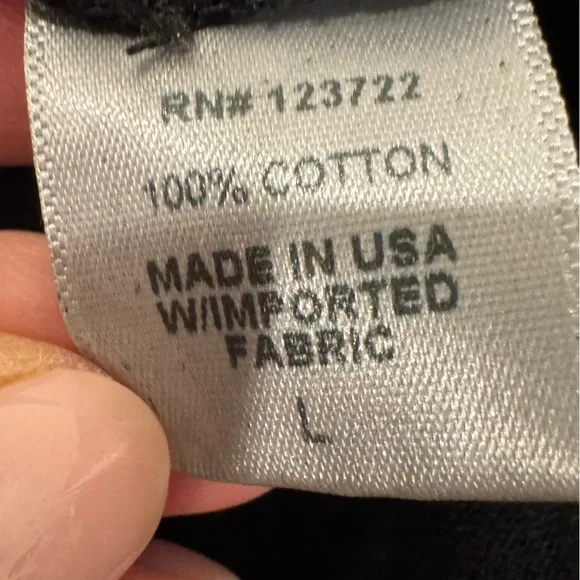 RN# 123722
100% COTTON
MADE IN USA
W/IMPORTED
FABRIC
L